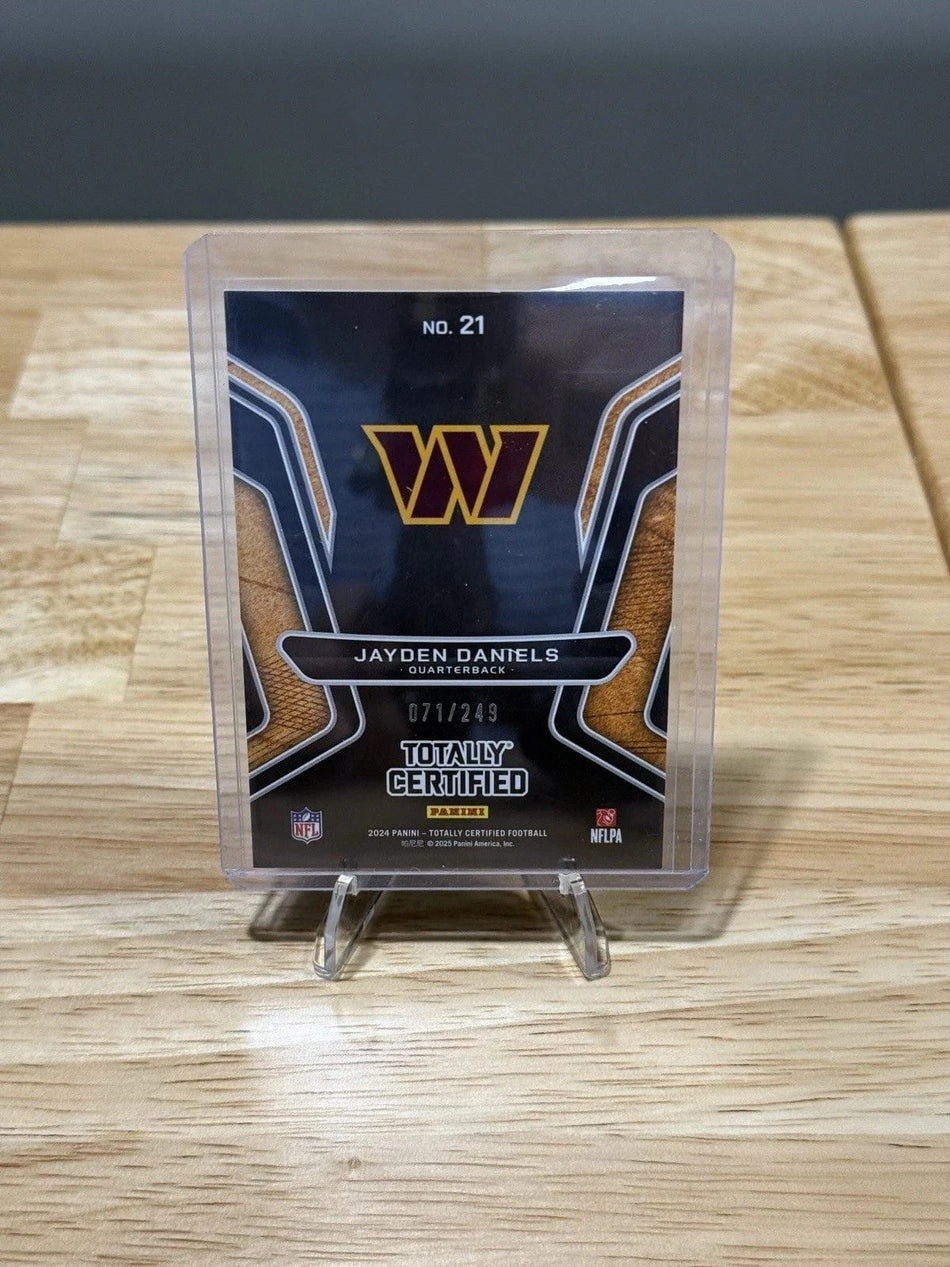 NO. 21
W
JAYDEN DANIELS
· QUARTERBACK ·
071/249
TOTALLY®
CERTIFIED
PANINI
NFL
NFLPA
2024 PANINI – TOTALLY CERTIFIED FOOTBALL
帕尼尼 © 2025 Panini America, Inc.